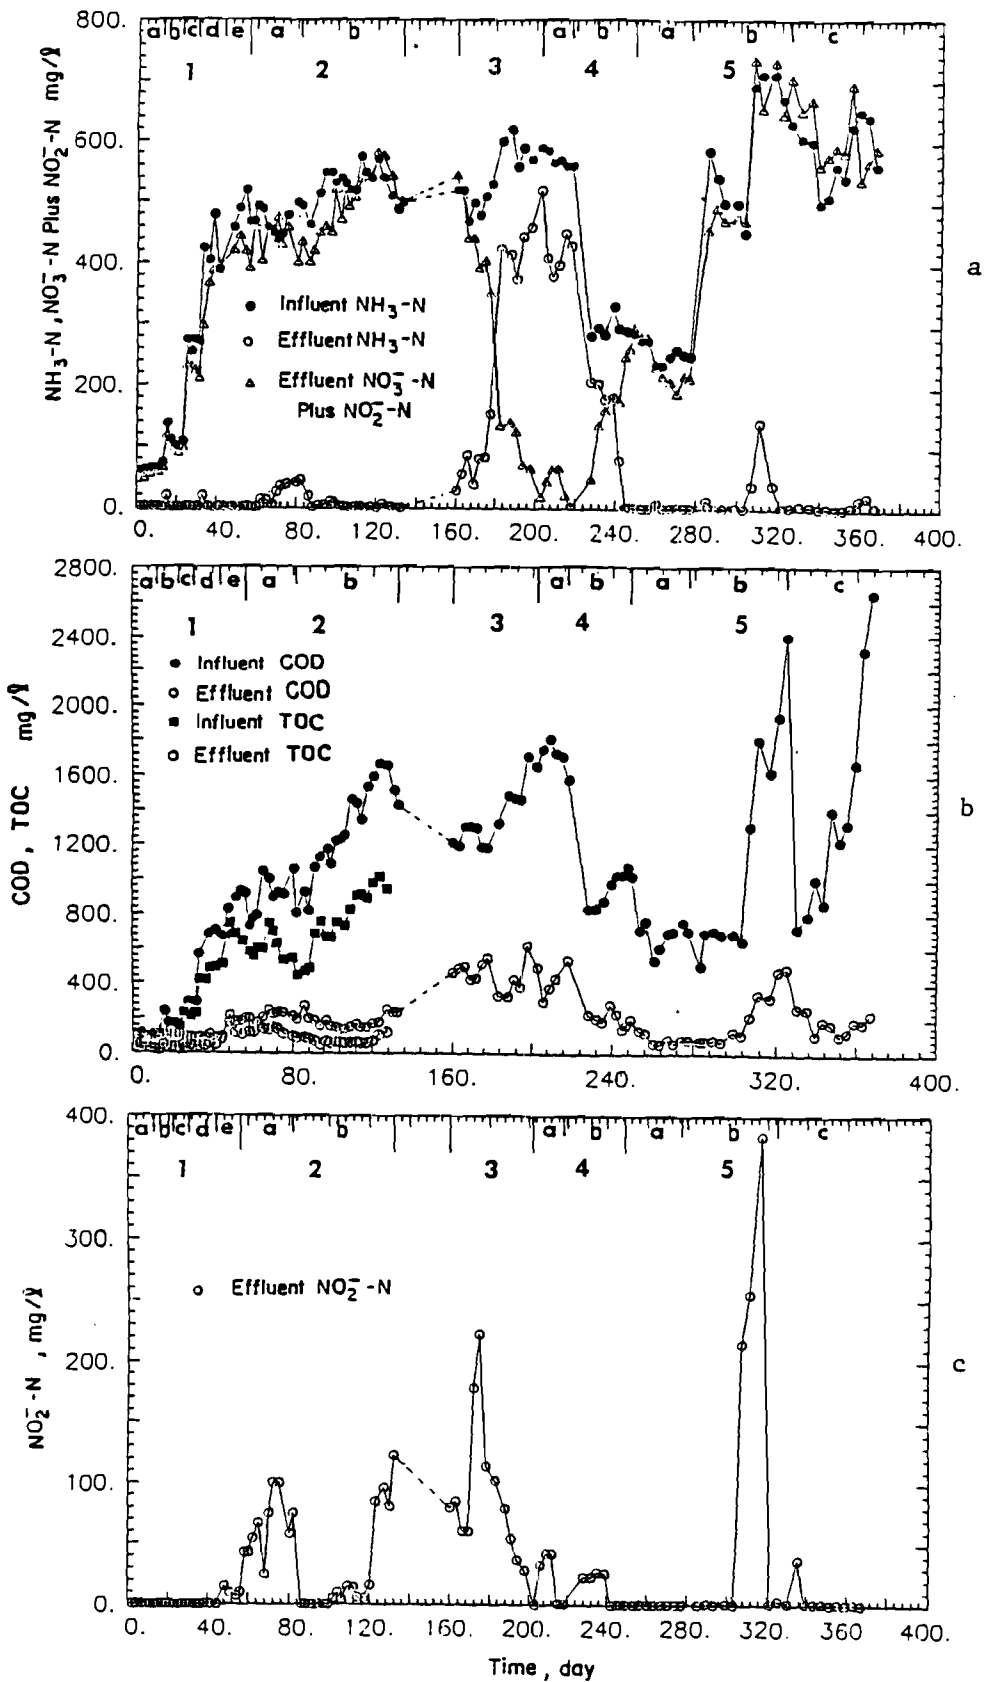 800.
600.
400.
200.
0.
NH3-N, NO3--N Plus NO2--N mg/ℓ
a b c d e a b a b a b c
1 2 3 4 5
Influent NH3-N
Effluent NH3-N
Effluent NO3--N
Plus NO2--N
0. 40. 80. 120. 160. 200. 240. 280. 320. 360. 400.
a
2800.
2400.
2000.
1600.
1200.
800.
400.
0.
COD, TOC mg/ℓ
a b c d e a b a b a b c
1 2 3 4 5
Influent COD
Effluent COD
Influent TOC
Effluent TOC
0. 80. 160. 240. 320. 400.
b
400.
300.
200.
100.
0.
NO2--N, mg/ℓ
a b c d e a b a b a b c
1 2 3 4 5
Effluent NO2--N
0. 40. 80. 120. 160. 200. 240. 280. 320. 360. 400.
Time, day
c